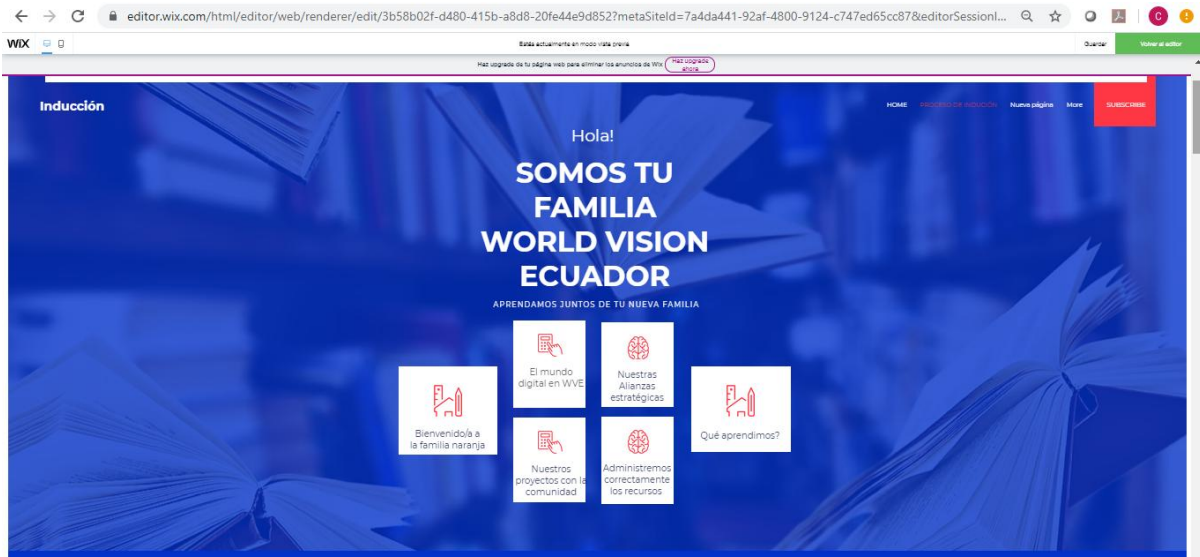 editor.wix.com/html/editor/web/renderer/edit/3b58b02f-d480-415b-a8d8-20fe44e9d852?metaSiteId=7a4da441-92af-4800-9124-c747ed65cc87&editorSessionI...
C
WiX
Estás actualmente en modo vista previa
Guardar
Volver al editor
Haz upgrade de tu página web para eliminar los anuncios de Wix
Haz upgrade
ahora
Inducción
HOME
PROCESO DE INDUCIÓN
Nueva página
More
SUBSCRIBE
Hola!
SOMOS TU
FAMILIA
WORLD VISION
ECUADOR
APRENDAMOS JUNTOS DE TU NUEVA FAMILIA
El mundo
digital en WVE
Nuestras
Alianzas
estratégicas
Bienvenido/a a
la familia naranja
Qué aprendimos?
Nuestros
proyectos con la
comunidad
Administremos
correctamente
los recursos